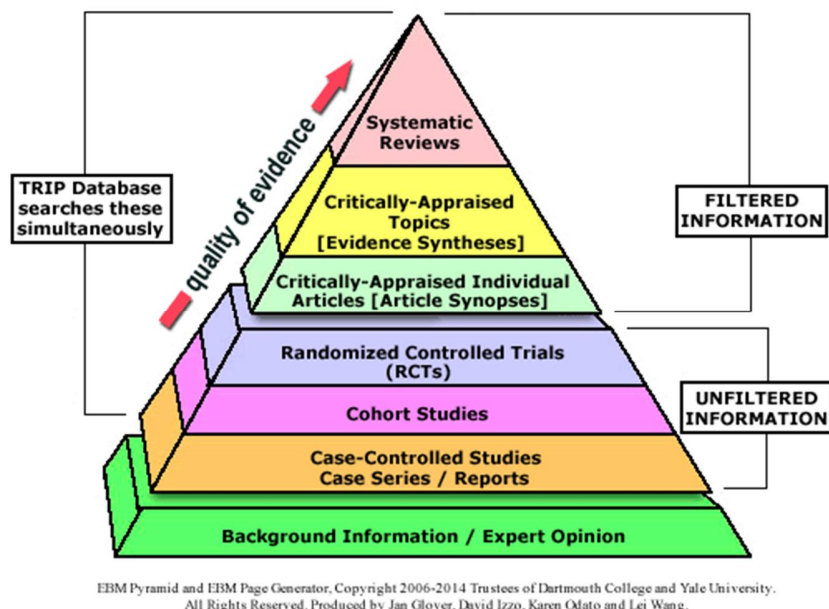 Systematic
Reviews
TRIP Database
searches these
simultaneously
quality of evidence
FILTERED
INFORMATION
Critically-Appraised
Topics
[Evidence Syntheses]
Critically-Appraised Individual
Articles [Article Synopses]
Randomized Controlled Trials
(RCTs)
UNFILTERED
INFORMATION
Cohort Studies
Case-Controlled Studies
Case Series / Reports
Background Information / Expert Opinion
EBM Pyramid and EBM Page Generator, Copyright 2006-2014 Trustees of Dartmouth College and Yale University.
All Rights Reserved. Produced by Jan Glover, David Izzo, Karen Odato and Lei Wang.